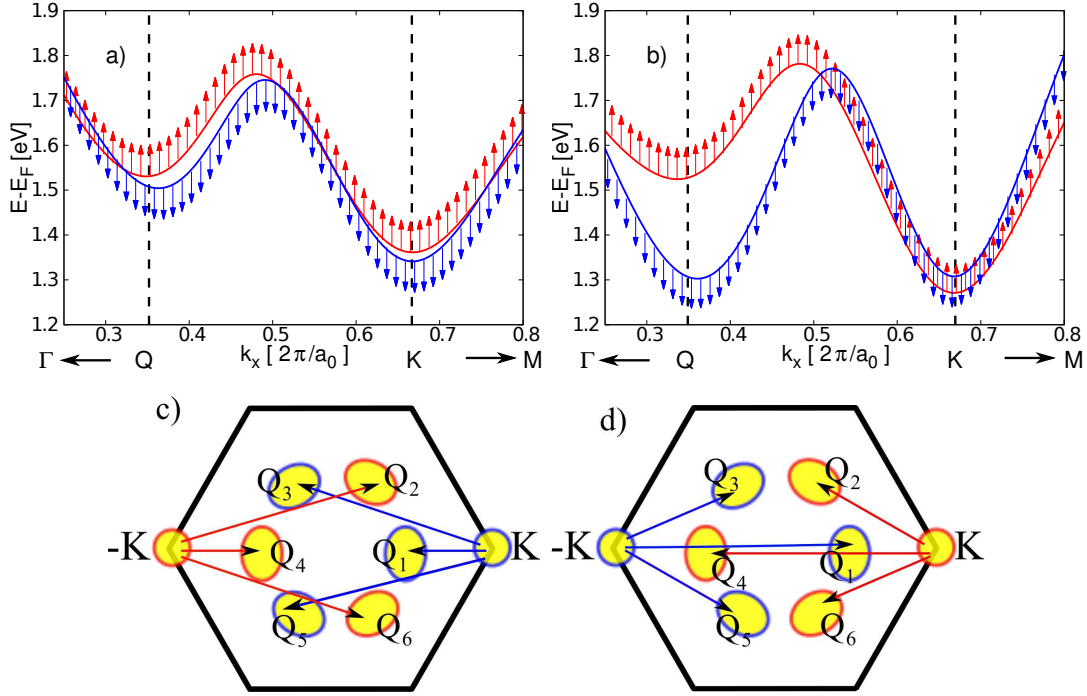 a)
1.9
1.8
1.7
1.6
1.5
1.4
1.3
1.2
E-E_F [eV]
0.3 0.4 0.5 0.6 0.7 0.8
Γ Q k_x [ 2π/a_0 ] K M
b)
1.9
1.8
1.7
1.6
1.5
1.4
1.3
1.2
E-E_F [eV]
0.3 0.4 0.5 0.6 0.7 0.8
Γ Q k_x [ 2π/a_0 ] K M
c)
Q_3 Q_2
-K Q_4 Q_1 K
Q_5 Q_6
d)
Q_3 Q_2
-K Q_4 Q_1 K
Q_5 Q_6